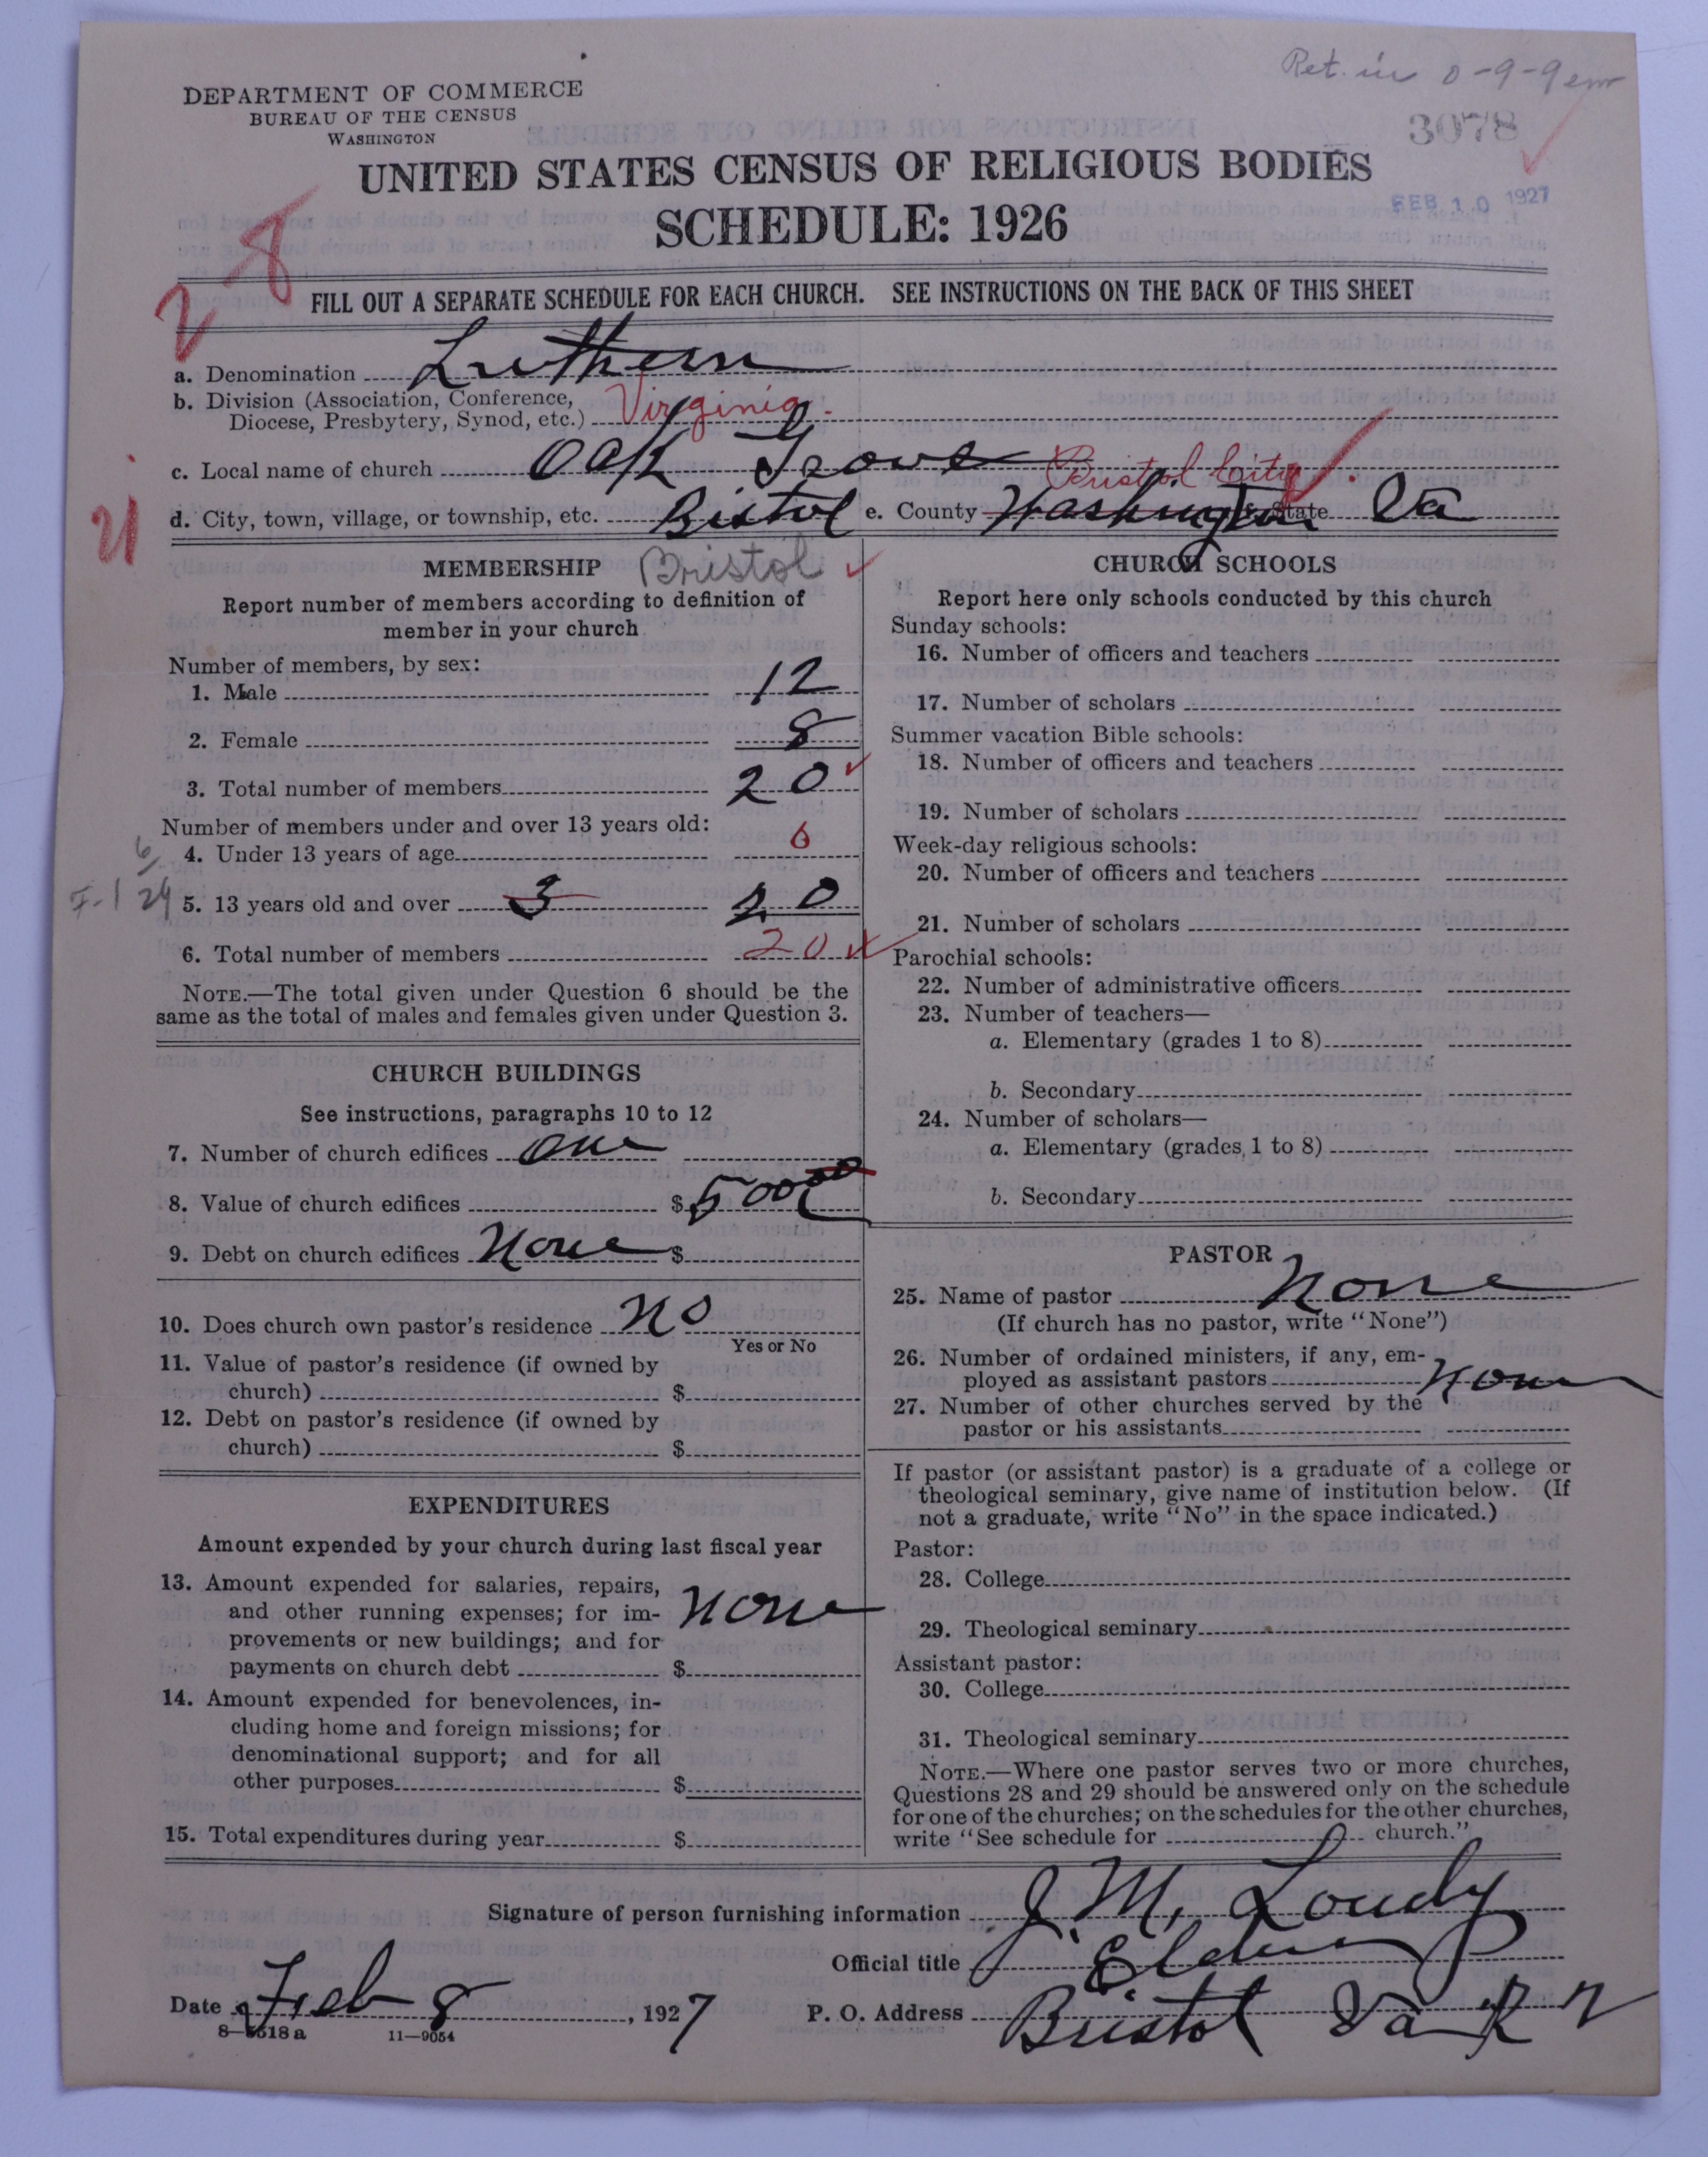 Ret. in 0-9-9 em
DEPARTMENT OF COMMERCE
BUREAU OF THE CENSUS
WASHINGTON
3078
UNITED STATES CENSUS OF RELIGIOUS BODIES
FEB 10 1927
SCHEDULE: 1926
28
FILL OUT A SEPARATE SCHEDULE FOR EACH CHURCH. SEE INSTRUCTIONS ON THE BACK OF THIS SHEET
a. Denomination Luthern
b. Division (Association, Conference,
Diocese, Presbytery, Synod, etc.) Virginia.
c. Local name of church Oak Grove
Bristol City
d. City, town, village, or township, etc. Bistol e. County Washington State Va
MEMBERSHIP Bristol
Report number of members according to definition of
member in your church
Number of members, by sex:
1. Male 12
2. Female 8
3. Total number of members 20
Number of members under and over 13 years old:
4. Under 13 years of age 6
5. 13 years old and over 3 20
6. Total number of members 20
NOTE.—The total given under Question 6 should be the
same as the total of males and females given under Question 3.
CHURCH BUILDINGS
See instructions, paragraphs 10 to 12
7. Number of church edifices one
8. Value of church edifices $ 500000
9. Debt on church edifices None $
10. Does church own pastor's residence No
Yes or No
11. Value of pastor's residence (if owned by
church) $
12. Debt on pastor's residence (if owned by
church) $
EXPENDITURES
Amount expended by your church during last fiscal year
13. Amount expended for salaries, repairs,
and other running expenses; for im-
provements or new buildings; and for
payments on church debt $ None
14. Amount expended for benevolences, in-
cluding home and foreign missions; for
denominational support; and for all
other purposes $
15. Total expenditures during year $
CHURCH SCHOOLS
Report here only schools conducted by this church
Sunday schools:
16. Number of officers and teachers
17. Number of scholars
Summer vacation Bible schools:
18. Number of officers and teachers
19. Number of scholars
Week-day religious schools:
20. Number of officers and teachers
21. Number of scholars
Parochial schools:
22. Number of administrative officers
23. Number of teachers—
a. Elementary (grades 1 to 8)
b. Secondary
24. Number of scholars—
a. Elementary (grades 1 to 8)
b. Secondary
PASTOR
25. Name of pastor None
(If church has no pastor, write "None")
26. Number of ordained ministers, if any, em-
ployed as assistant pastors None
27. Number of other churches served by the
pastor or his assistants
If pastor (or assistant pastor) is a graduate of a college or
theological seminary, give name of institution below. (If
not a graduate, write "No" in the space indicated.)
Pastor:
28. College
29. Theological seminary
Assistant pastor:
30. College
31. Theological seminary
NOTE.—Where one pastor serves two or more churches,
Questions 28 and 29 should be answered only on the schedule
for one of the churches; on the schedules for the other churches,
write "See schedule for church."
Signature of person furnishing information J. M. Loudy
Official title Elder
Date Feb 8, 1927 P. O. Address Bristol Va R 2
8—5518 a 11—9054